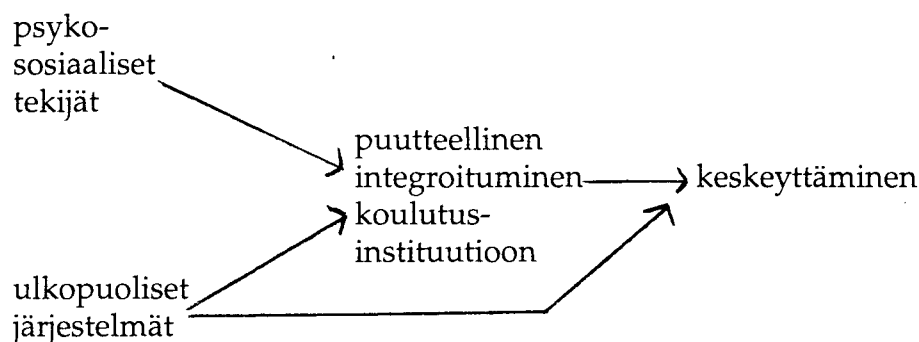 psyko-
sosiaaliset
tekijät
puutteellinen
integroituminen
koulutus-
instituutioon
keskeyttäminen
ulkopuoliset
järjestelmät